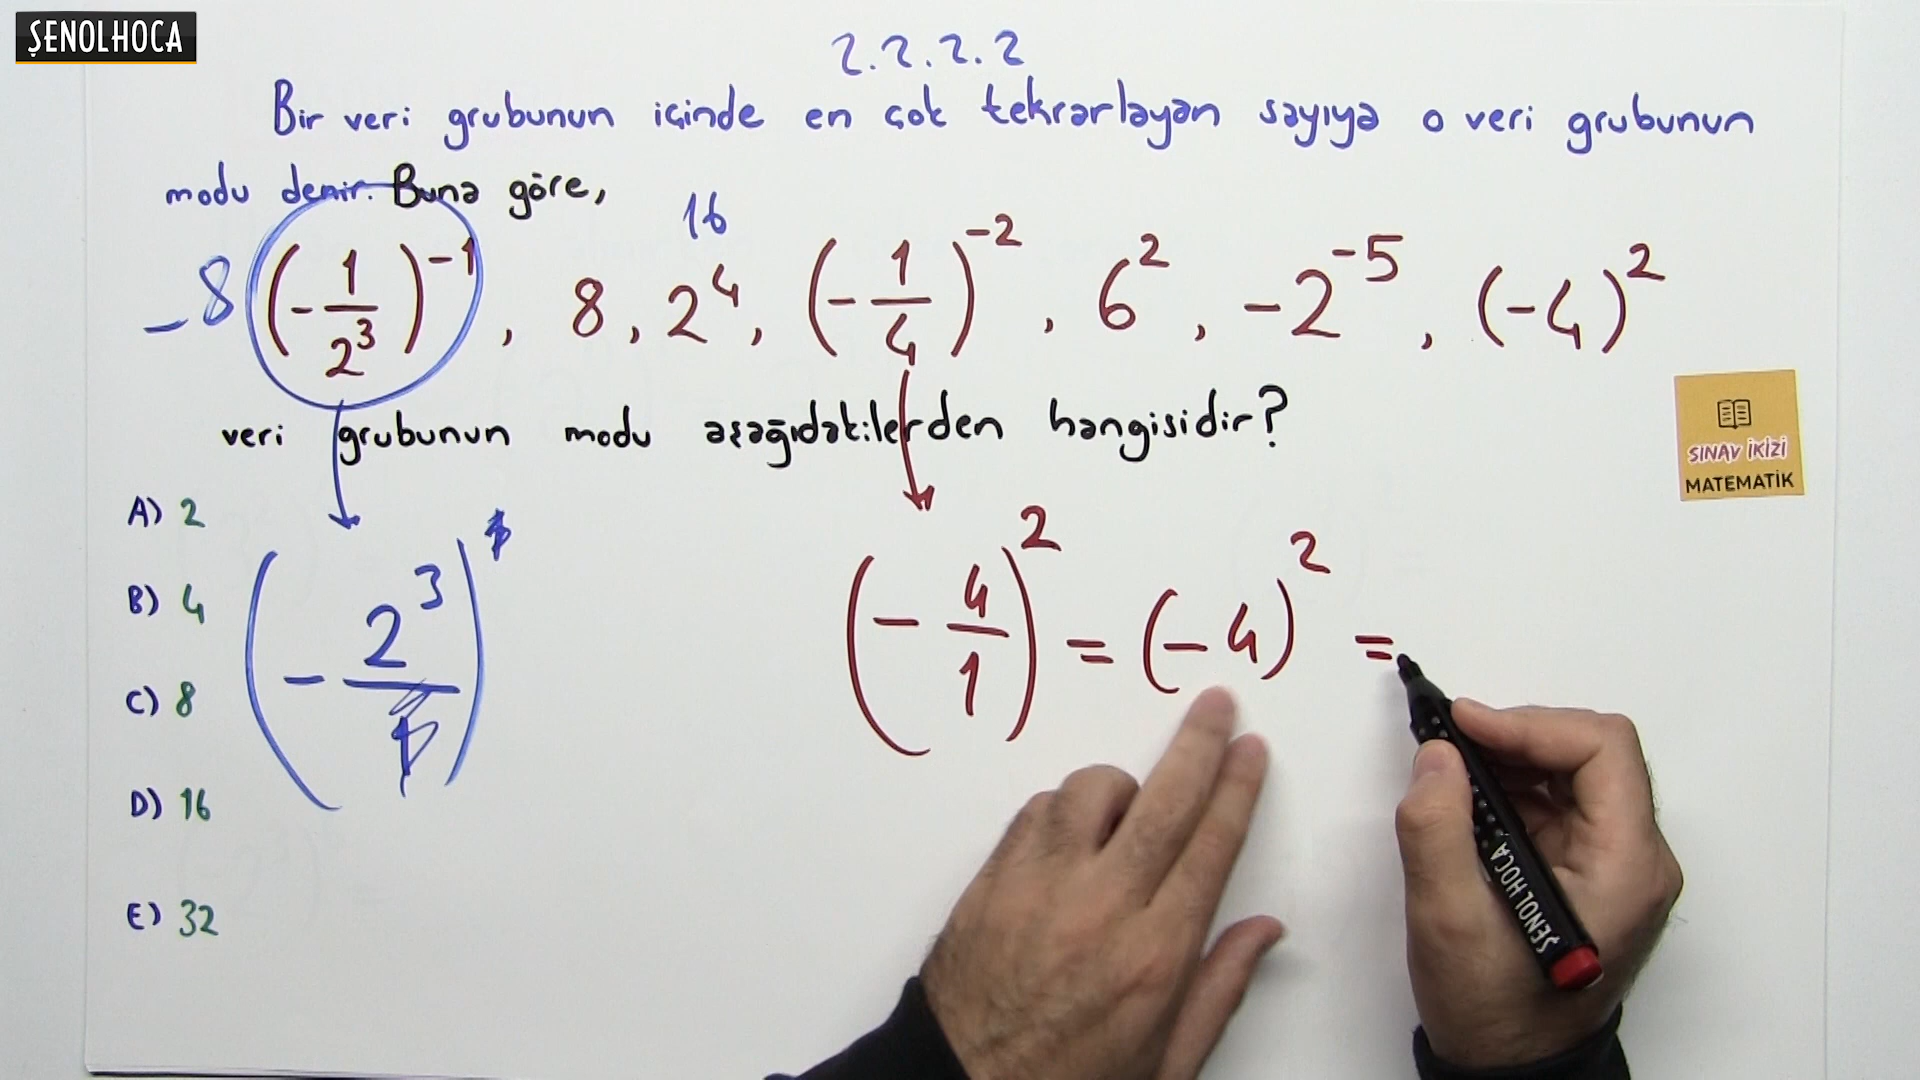 ŞENOLHOCA
2.2.2.2
Bir veri grubunun içinde en çok tekrarlayan sayıya o veri grubunun
modu denir. Buna göre,
16
-8 (-1/2³)⁻¹, 8, 2⁴, (-1/4)⁻², 6², -2⁻⁵, (-4)²
veri grubunun modu aşağıdakilerden hangisidir?
SINAV İKİZİ
MATEMATİK
A) 2
B) 4
C) 8
D) 16
E) 32
(-2³/1)¹
(-4/1)² = (-4)² =
ŞENOLHOCA